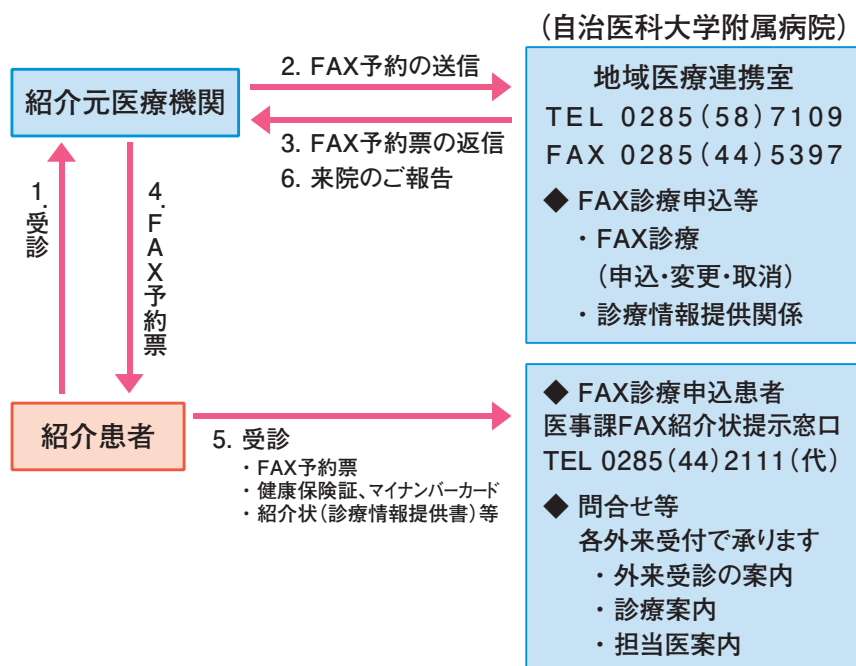 (自治医科大学附属病院)
紹介元医療機関
2. FAX予約の送信
3. FAX予約票の返信
6. 来院のご報告
地域医療連携室
TEL 0285(58)7109
FAX 0285(44)5397
◆ FAX診療申込等
・FAX診療
(申込・変更・取消)
・診療情報提供関係
1.受診
4.FAX予約票
紹介患者
5. 受診
・FAX予約票
・健康保険証、マイナンバーカード
・紹介状(診療情報提供書)等
◆ FAX診療申込患者
医事課FAX紹介状提示窓口
TEL 0285(44)2111(代)
◆ 問合せ等
各外来受付で承ります
・外来受診の案内
・診療案内
・担当医案内